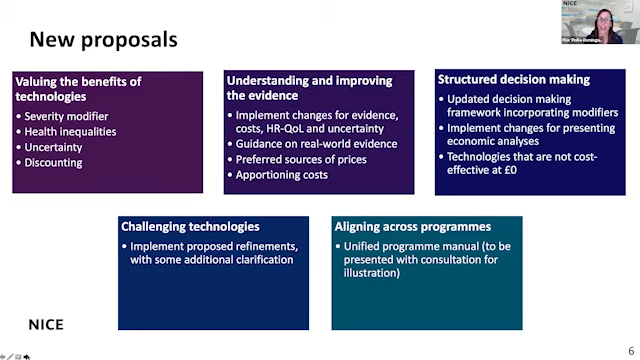 New proposals
NICE
Valuing the benefits of
technologies
• Severity modifier
• Health inequalities
• Uncertainty
• Discounting
Understanding and improving
the evidence
• Implement changes for evidence,
costs, HR-QoL and uncertainty
• Guidance on real-world evidence
• Preferred sources of prices
• Apportioning costs
Structured decision making
• Updated decision making
framework incorporating modifiers
• Implement changes for presenting
economic analyses
• Technologies that are not cost-
effective at £0
Challenging technologies
• Implement proposed refinements,
with some additional clarification
Aligning across programmes
• Unified programme manual (to be
presented with consultation for
illustration)
NICE
6